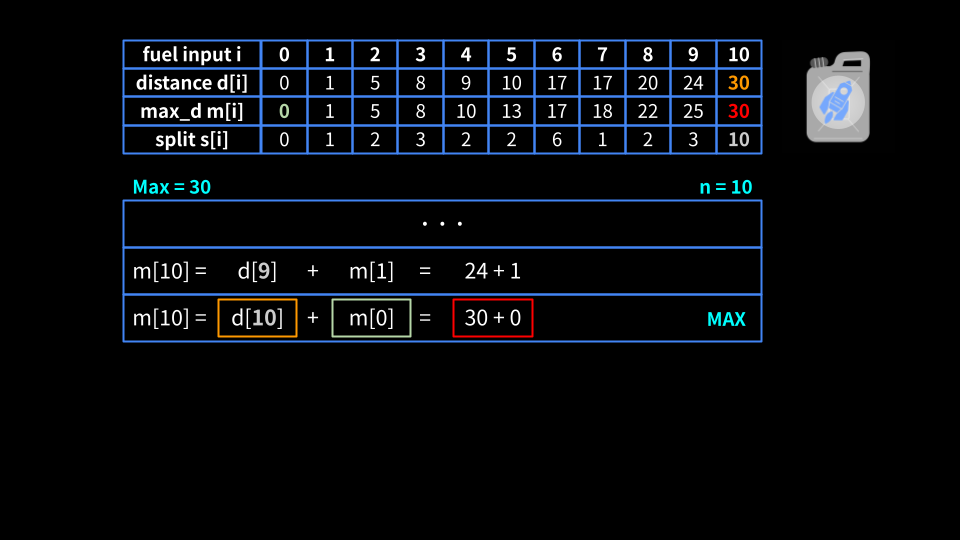 fuel input i 0 1 2 3 4 5 6 7 8 9 10
distance d[i] 0 1 5 8 9 10 17 17 20 24 30
max_d m[i] 0 1 5 8 10 13 17 18 22 25 30
split s[i] 0 1 2 3 2 2 6 1 2 3 10
Max = 30 n = 10
. . .
m[10] = d[9] + m[1] = 24 + 1
m[10] = d[10] + m[0] = 30 + 0 MAX